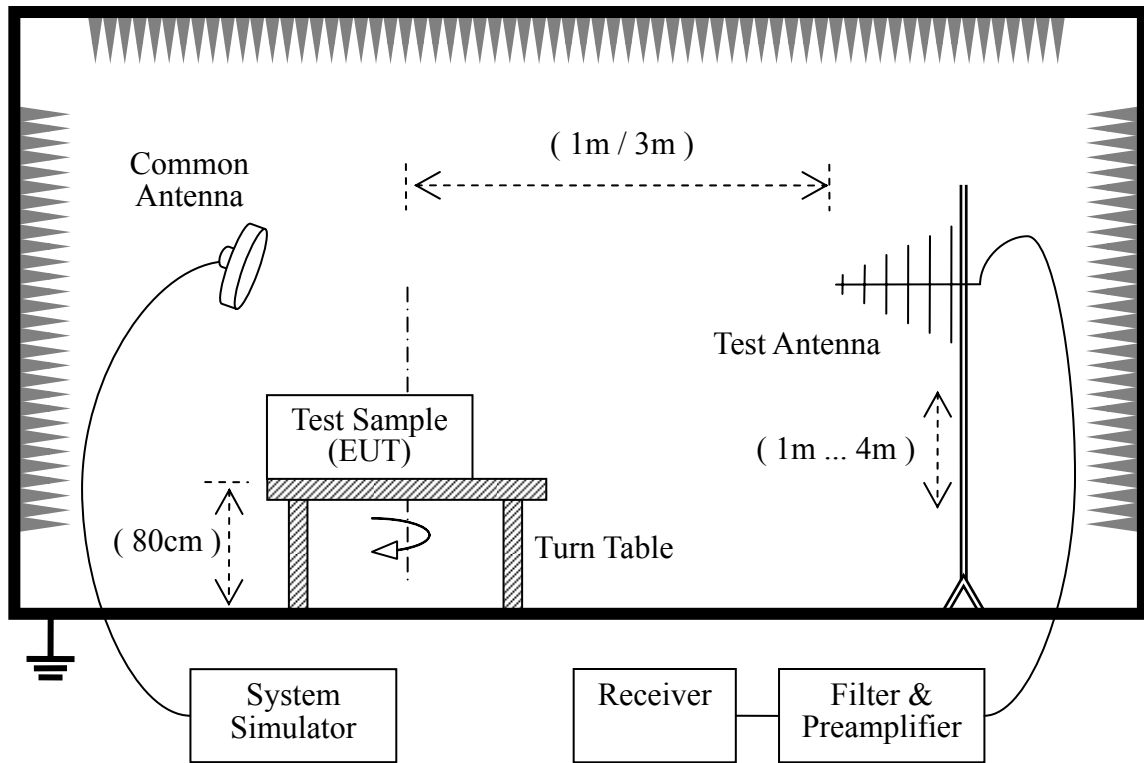 ( 1m / 3m )
Common
Antenna
Test Antenna
Test Sample
(EUT)
( 1m ... 4m )
( 80cm )
Turn Table
System
Simulator
Receiver
Filter &
Preamplifier